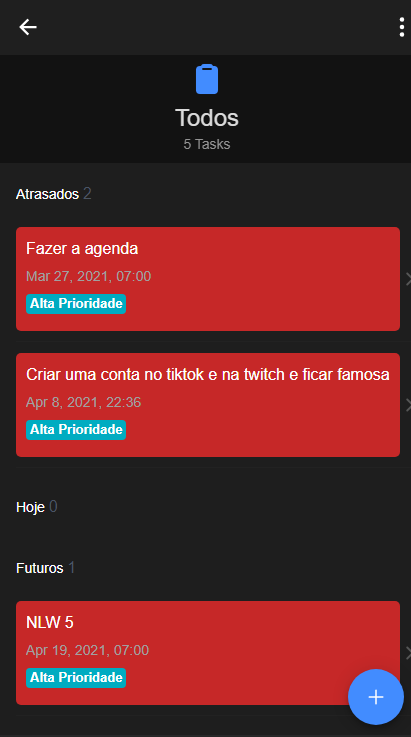 Todos
5 Tasks
Atrasados 2
Fazer a agenda
Mar 27, 2021, 07:00
Alta Prioridade
Criar uma conta no tiktok e na twitch e ficar famosa
Apr 8, 2021, 22:36
Alta Prioridade
Hoje 0
Futuros 1
NLW 5
Apr 19, 2021, 07:00
Alta Prioridade